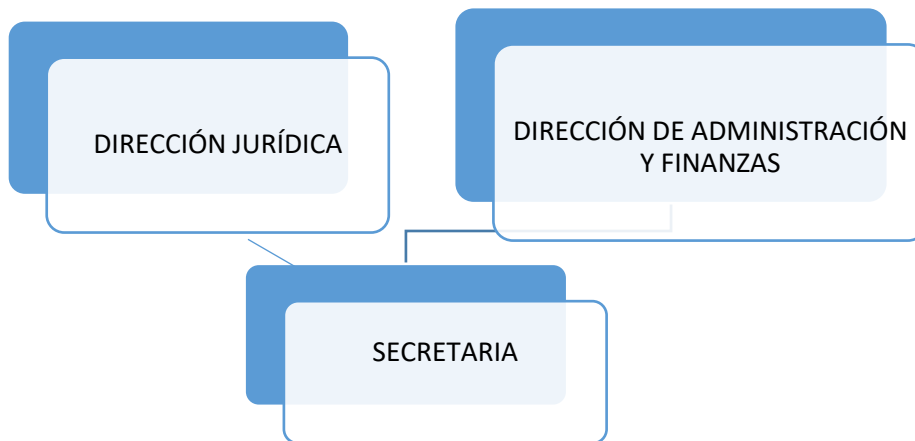 DIRECCIÓN JURÍDICA
DIRECCIÓN DE ADMINISTRACIÓN
Y FINANZAS
SECRETARIA